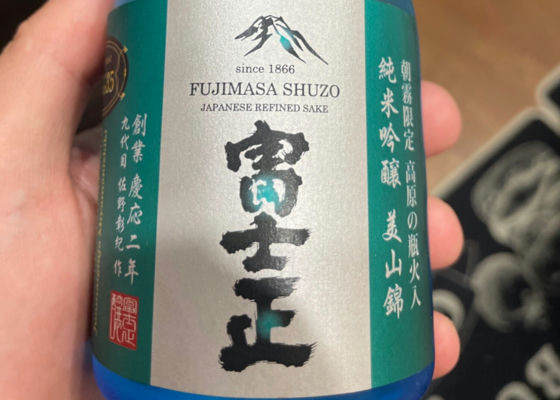 since 1866
FUJIMASA SHUZO
JAPANESE REFINED SAKE
富士正
朝霧限定 高原の瓶火入
純米吟醸 美山錦
創業 慶応二年
九代目 佐野彰紀 作